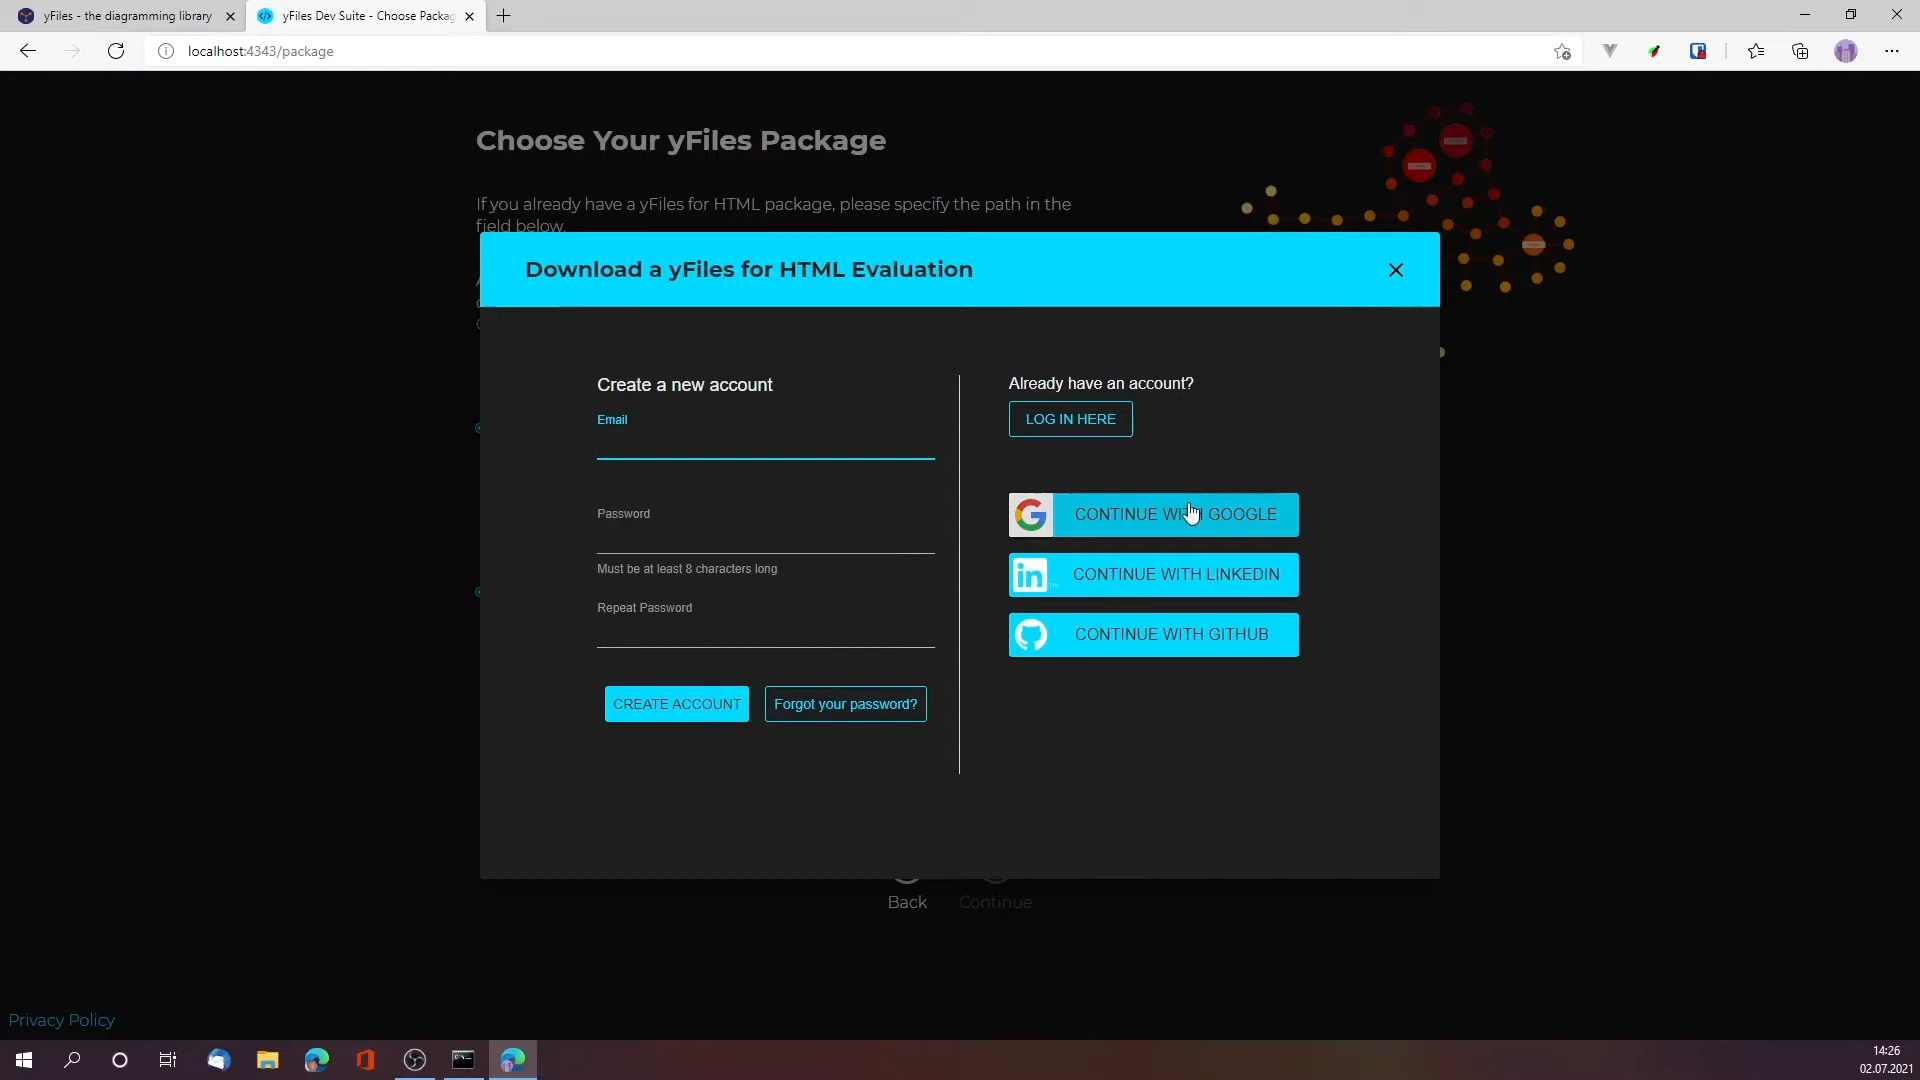 yFiles - the diagramming library
yFiles Dev Suite - Choose Packag
localhost:4343/package
Choose Your yFiles Package
If you already have a yFiles for HTML package, please specify the path in the
field below.
Download a yFiles for HTML Evaluation
Create a new account
Email
Password
Must be at least 8 characters long
Repeat Password
CREATE ACCOUNT
Forgot your password?
Already have an account?
LOG IN HERE
CONTINUE WITH GOOGLE
in
CONTINUE WITH LINKEDIN
CONTINUE WITH GITHUB
Back
Continue
Privacy Policy
14:26
02.07.2021